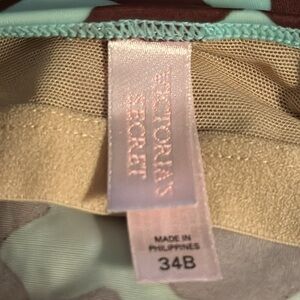 VICTORIA'S
SECRET
MADE IN
PHILIPPINES
34B